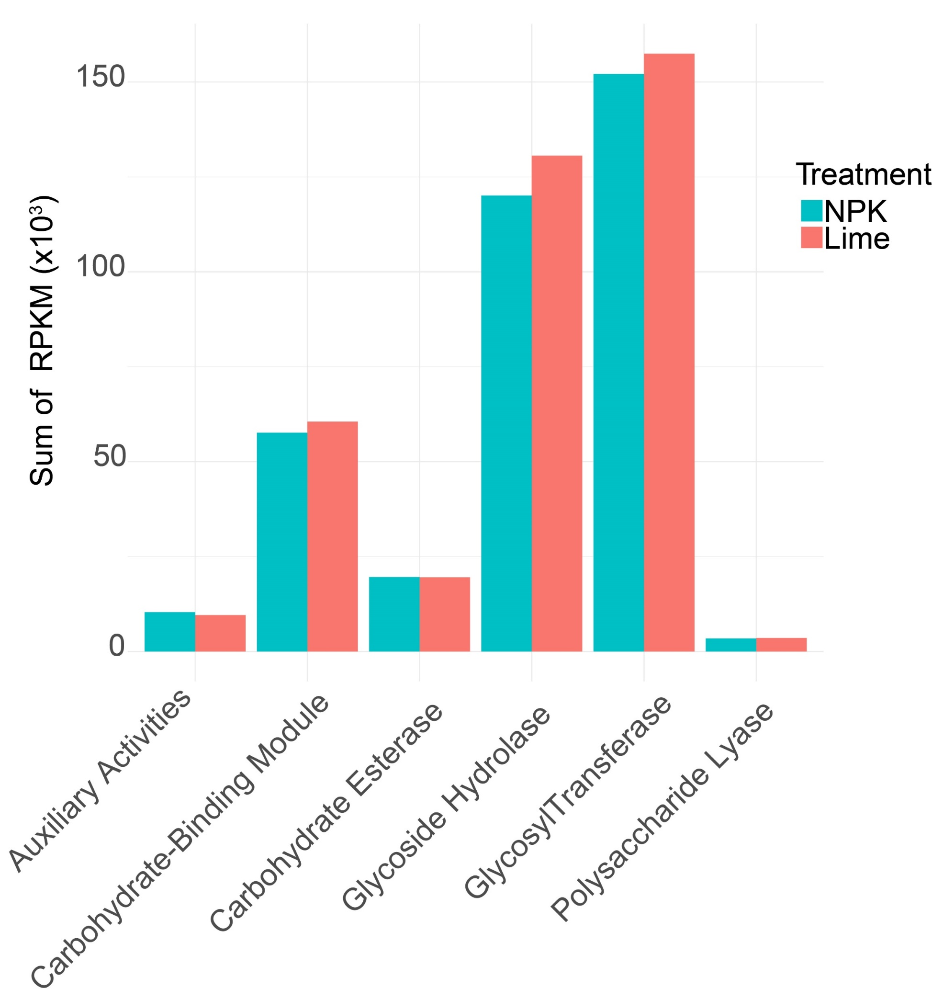 Sum of RPKM (x10³)
150
100
50
0
Treatment
NPK
Lime
Auxiliary Activities
Carbohydrate-Binding Module
Carbohydrate Esterase
Glycoside Hydrolase
GlycosylTransferase
Polysaccharide Lyase